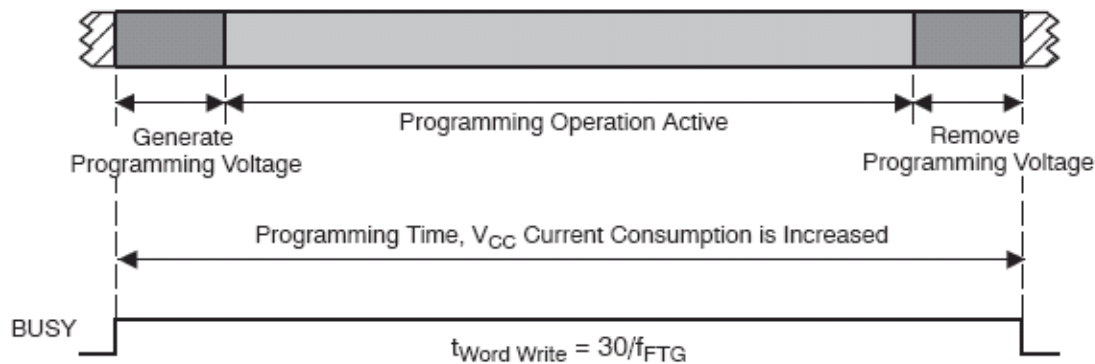 Generate
Programming Voltage
Programming Operation Active
Remove
Programming Voltage
Programming Time, VCC Current Consumption is Increased
BUSY
tWord Write = 30/fFTG